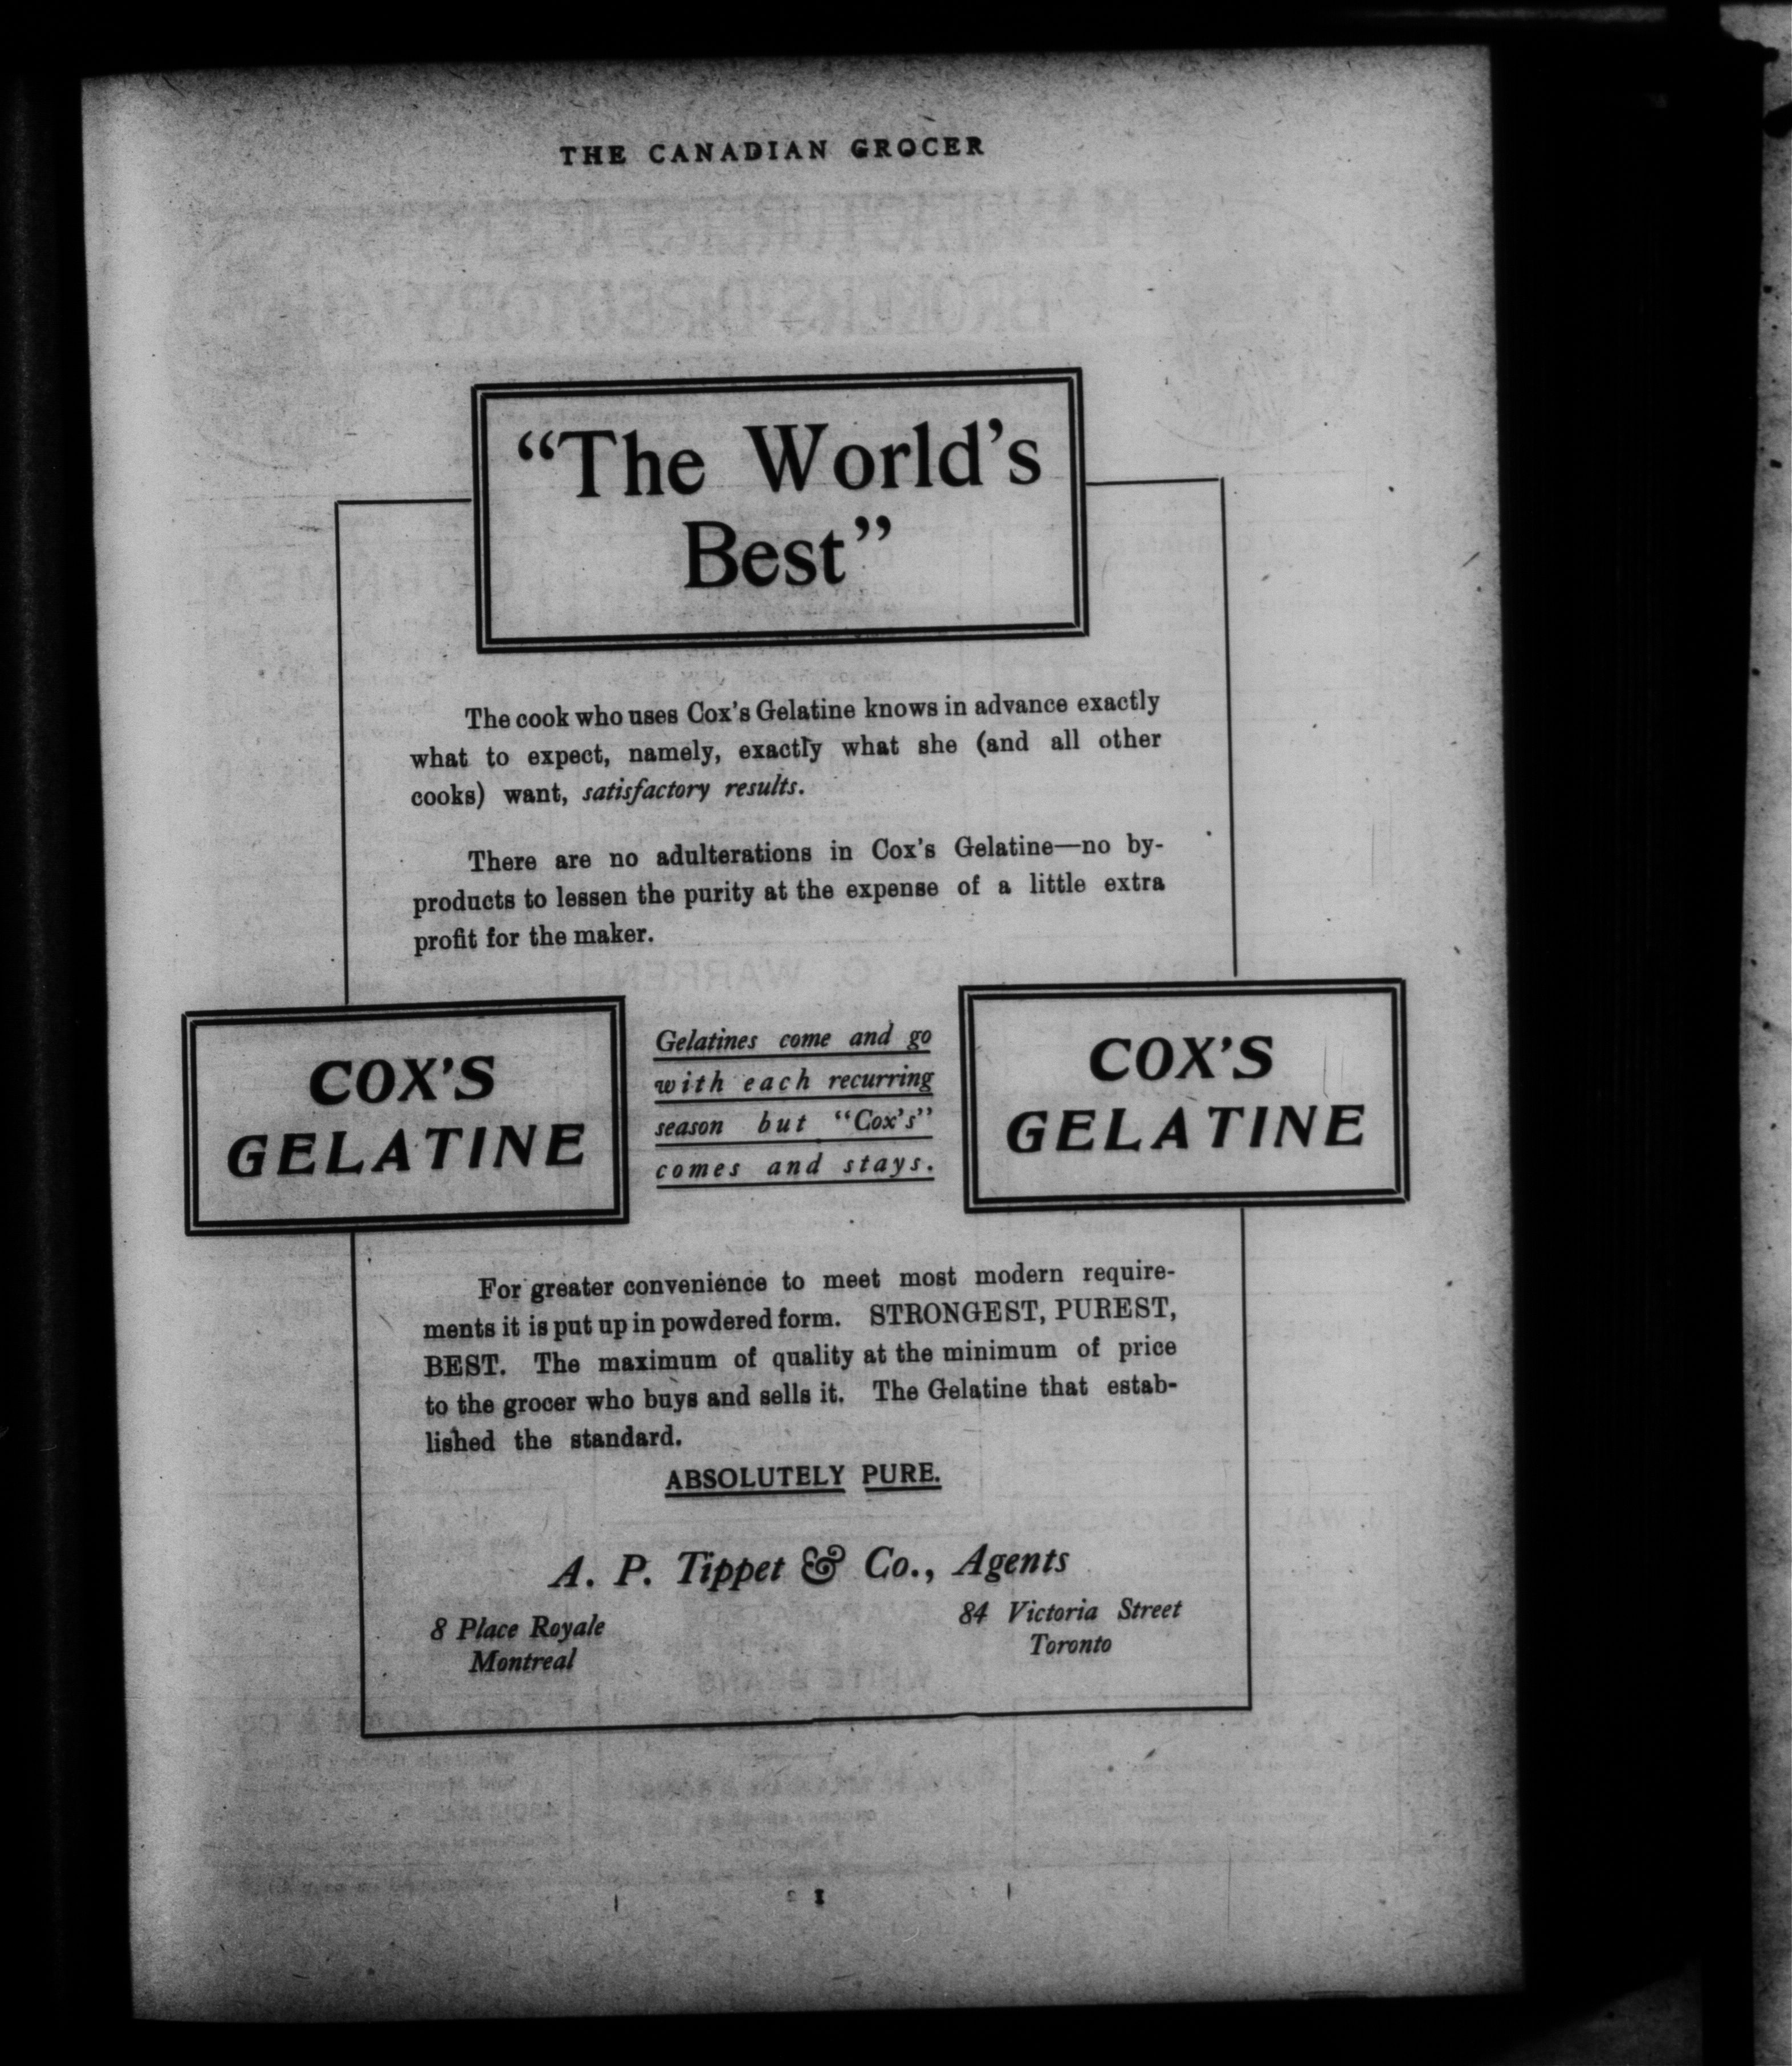 THE CANADIAN GROCER
“The World’s
Best”
The cook who uses Cox’s Gelatine knows in advance exactly
what to expect, namely, exactly what she (and all other
cooks) want, satisfactory results.
There are no adulterations in Cox’s Gelatine—no by-
products to lessen the purity at the expense of a little extra
profit for the maker.
COX’S
GELATINE
Gelatines come and go
with each recurring
season but “Cox’s”
comes and stays.
COX’S
GELATINE
For greater convenience to meet most modern require-
ments it is put up in powdered form. STRONGEST, PUREST,
BEST. The maximum of quality at the minimum of price
to the grocer who buys and sells it. The Gelatine that estab-
lished the standard.
ABSOLUTELY PURE.
A. P. Tippet & Co., Agents
8 Place Royale
Montreal
84 Victoria Street
Toronto